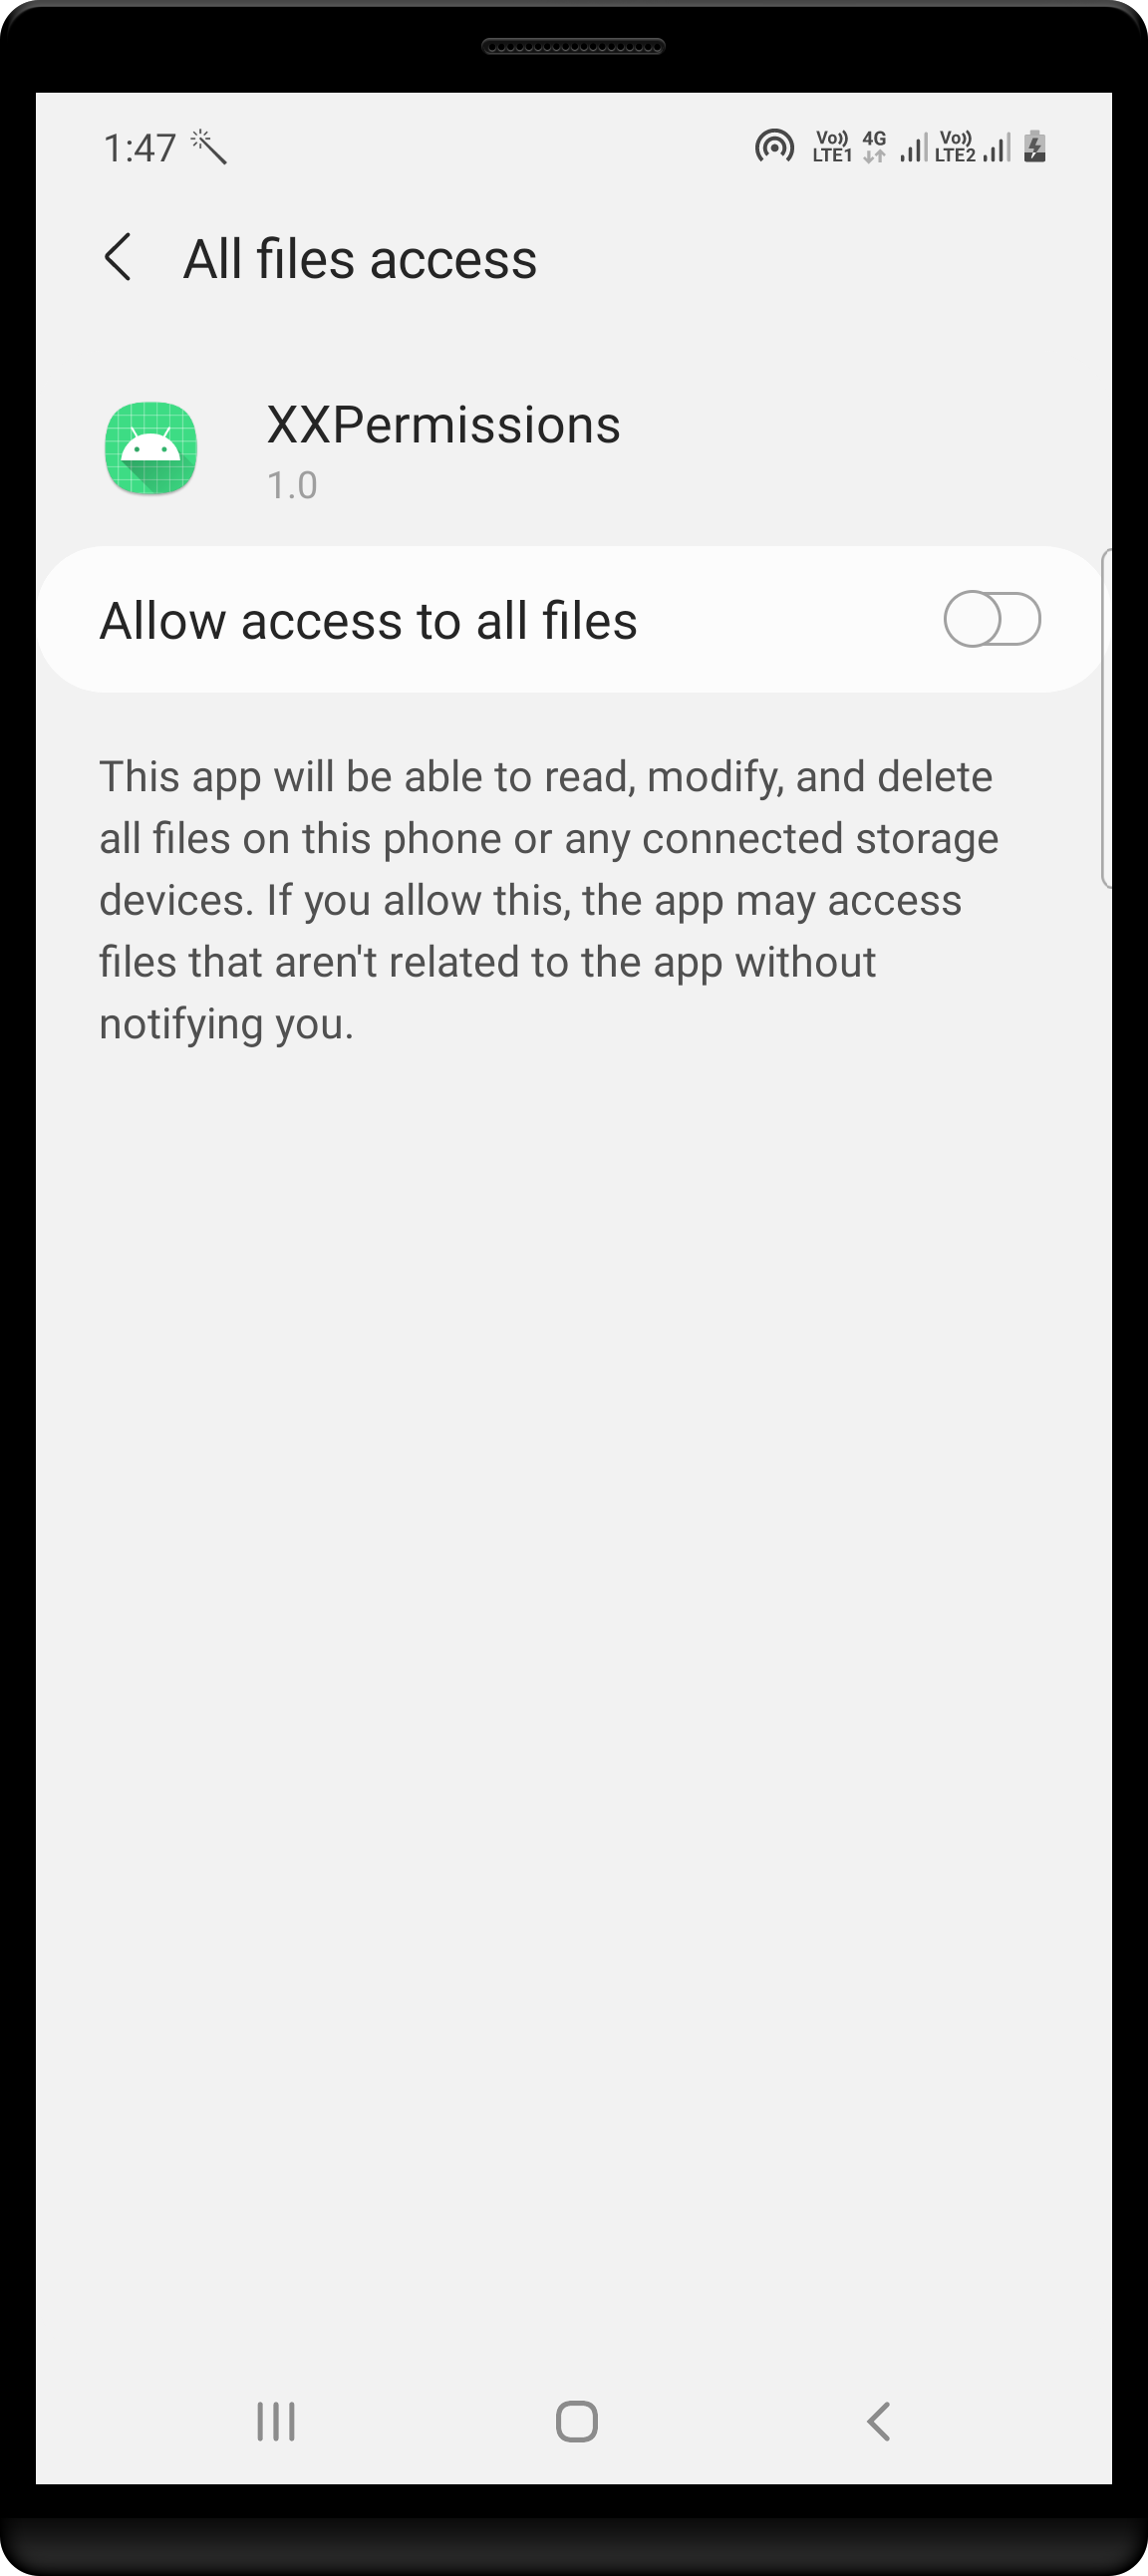 1:47
Vo)) LTE1 4G Vo)) LTE2
All files access
XXPermissions
1.0
Allow access to all files
This app will be able to read, modify, and delete
all files on this phone or any connected storage
devices. If you allow this, the app may access
files that aren't related to the app without
notifying you.